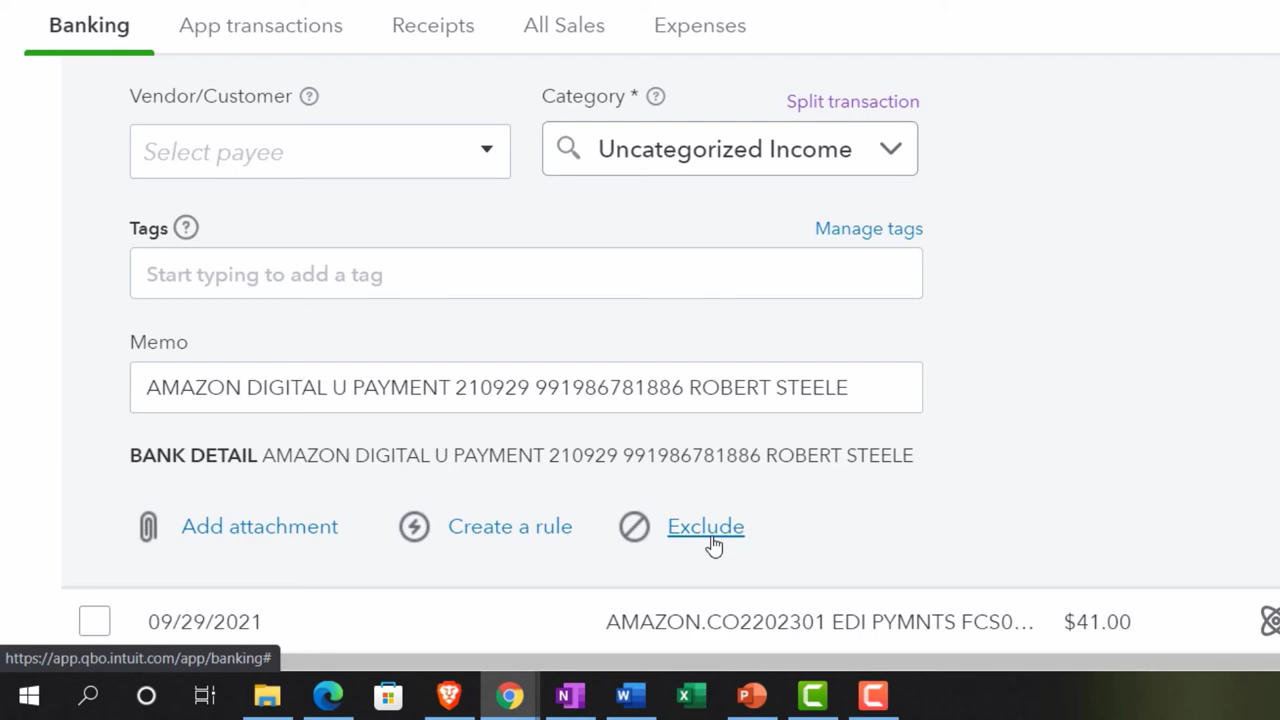 Banking App transactions Receipts All Sales Expenses
Vendor/Customer Category * Split transaction
Select payee Uncategorized Income
Tags Manage tags
Start typing to add a tag
Memo
AMAZON DIGITAL U PAYMENT 210929 991986781886 ROBERT STEELE
BANK DETAIL AMAZON DIGITAL U PAYMENT 210929 991986781886 ROBERT STEELE
Add attachment Create a rule Exclude
09/29/2021 AMAZON.CO2202301 EDI PYMNTS FCS0... $41.00
https://app.qbo.intuit.com/app/banking#